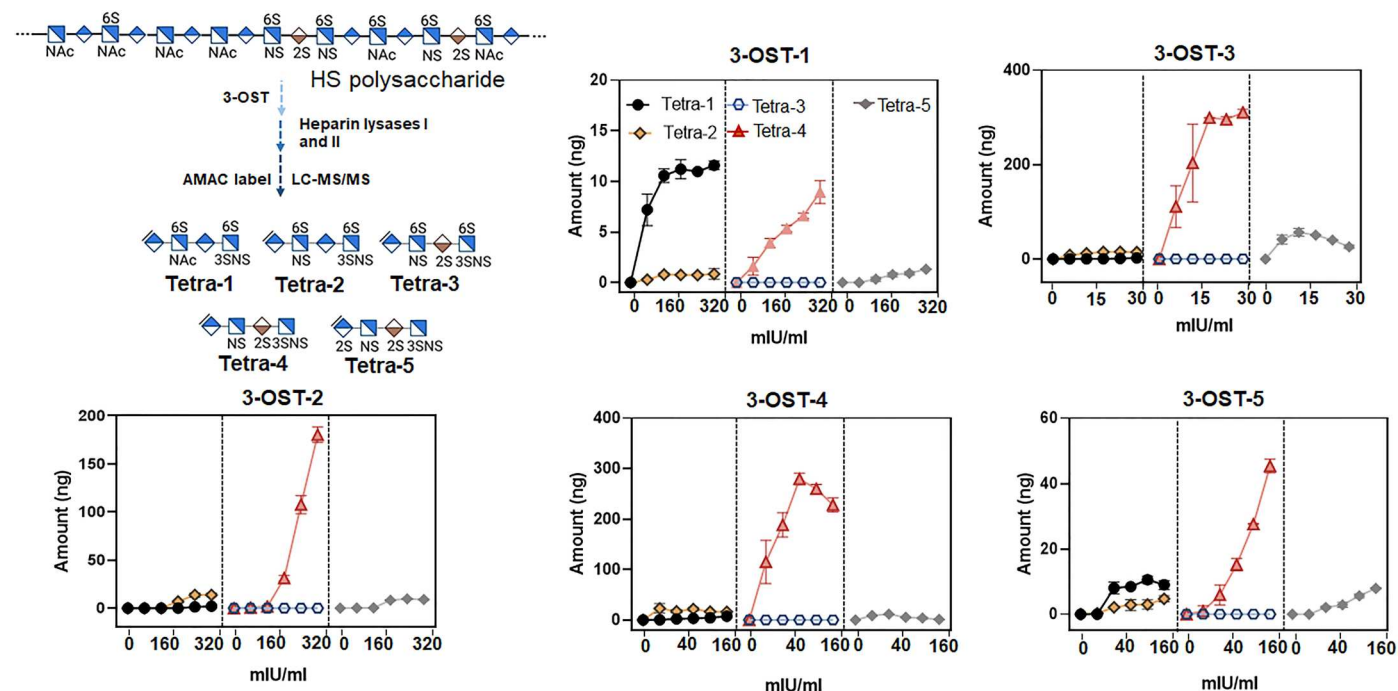 6S 6S 6S 6S 6S 6S
NAc NAc NAc NAc NS 2S NS NAc NS 2S NAc
HS polysaccharide
3-OST
Heparin lysases I
and II
AMAC label LC-MS/MS
6S 6S 6S 6S 6S 6S
NAc 3SNS NS 3SNS NS 2S 3SNS
Tetra-1 Tetra-2 Tetra-3
NS 2S 3SNS 2S NS 2S 3SNS
Tetra-4 Tetra-5
3-OST-1
Amount (ng)
20
15
10
5
0
Tetra-1 Tetra-3 Tetra-5
Tetra-2 Tetra-4
0 160 320 0 160 320 0 160 320
mIU/ml
3-OST-3
Amount (ng)
400
200
0
0 15 30 0 15 30 0 15 30
mIU/ml
3-OST-2
Amount (ng)
200
150
100
50
0
0 160 320 0 160 320 0 160 320
mIU/ml
3-OST-4
Amount (ng)
400
300
200
100
0
0 40 160 0 40 160 0 40 160
mIU/ml
3-OST-5
Amount (ng)
60
40
20
0
0 40 160 0 40 160 0 40 160
mIU/ml